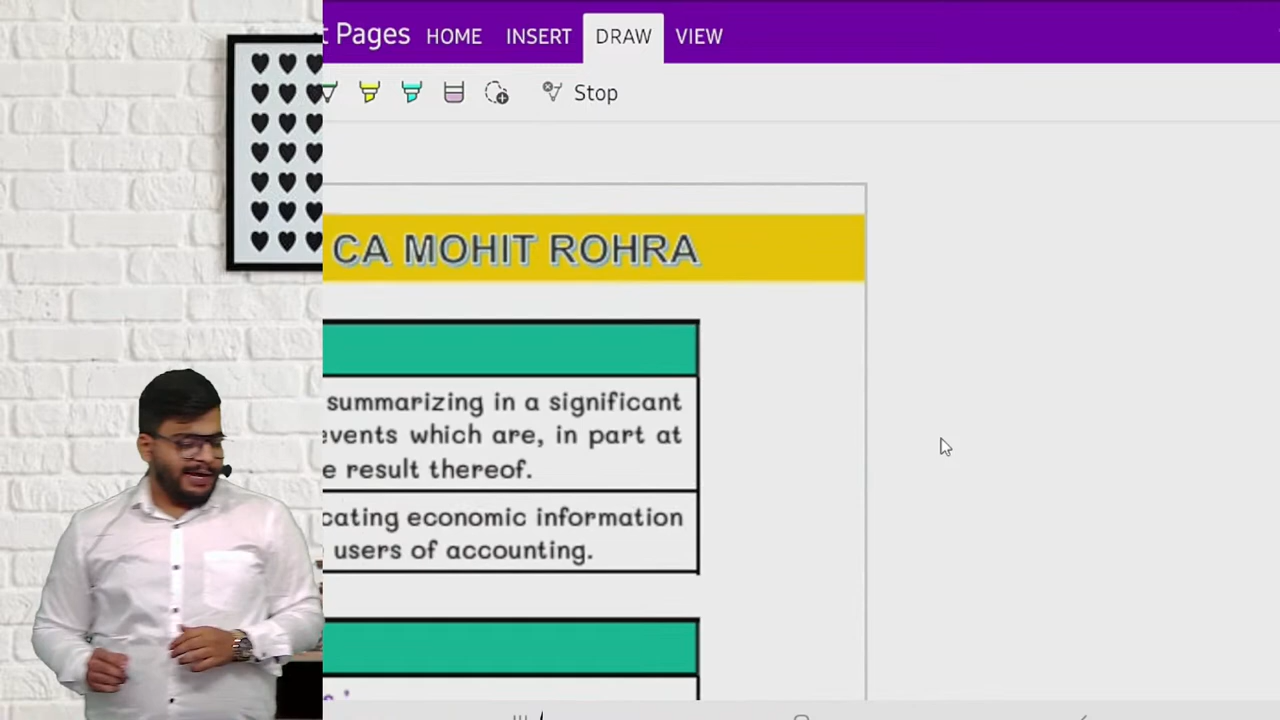 Pages HOME INSERT DRAW VIEW
Stop
CA MOHIT ROHRA
summarizing in a significant
events which are, in part at
result thereof.
economic information
users of accounting.